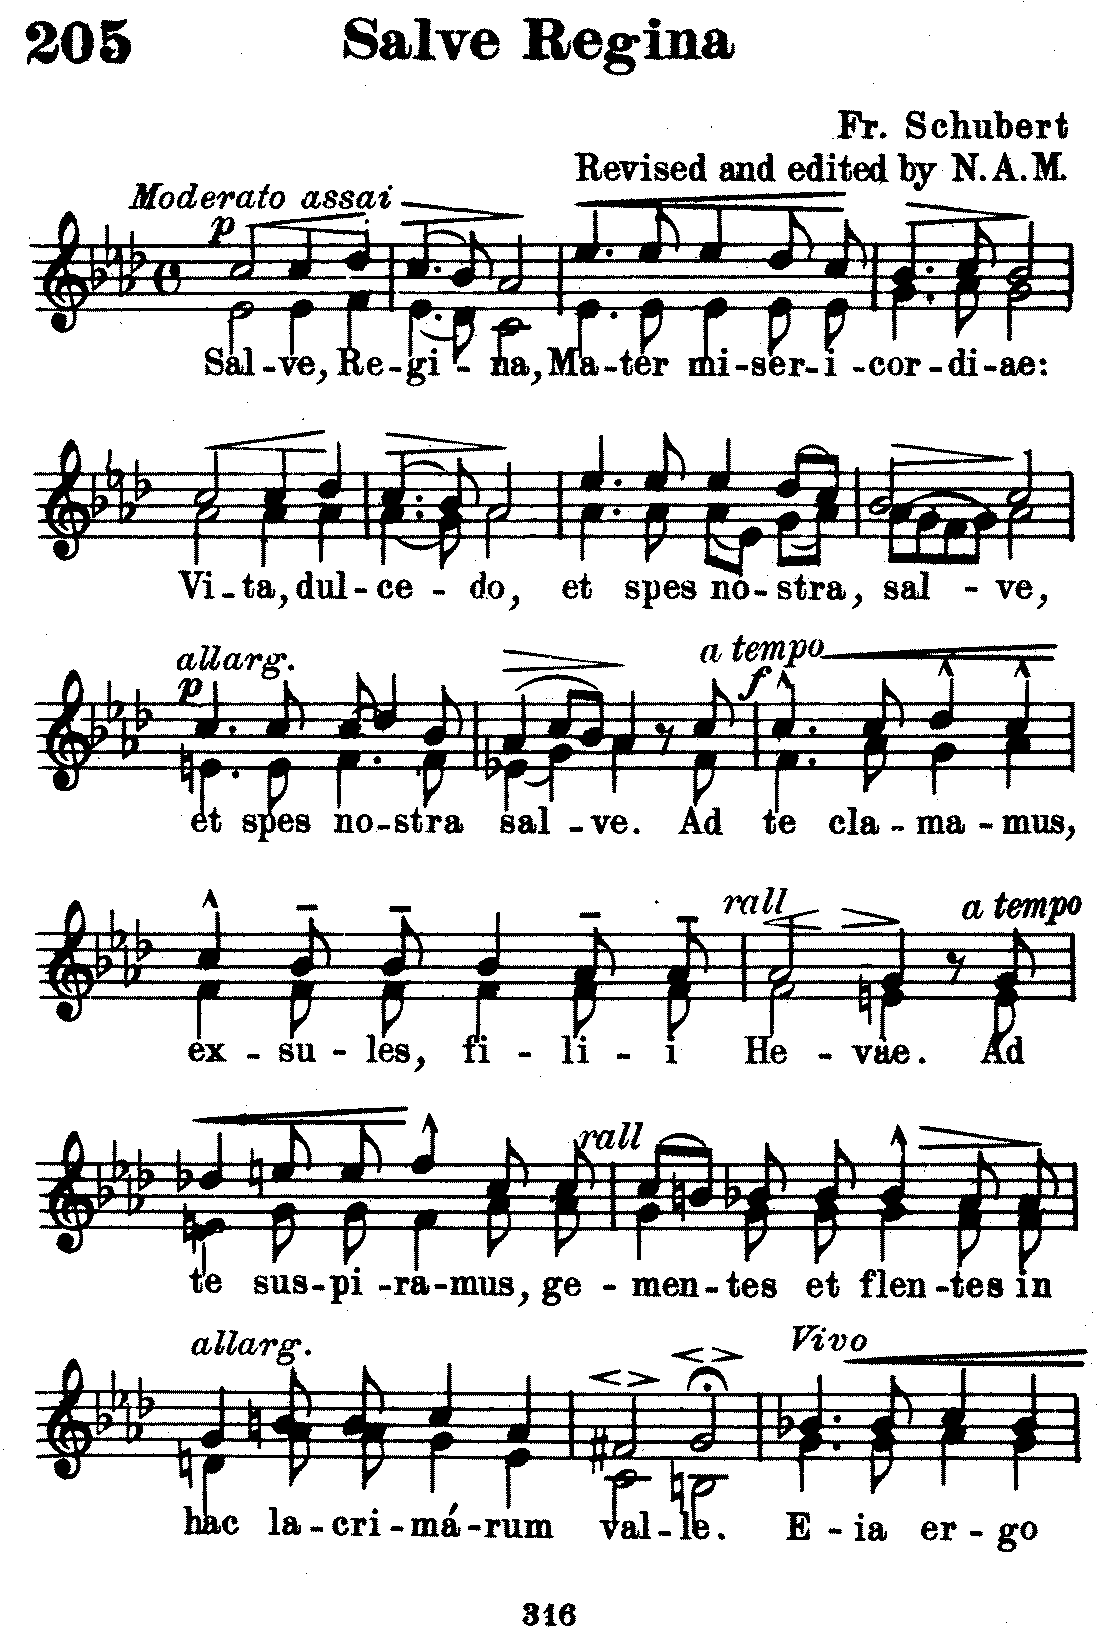 205 Salve Regina
Fr. Schubert
Revised and edited by N.A.M.
Moderato assai
p
Sal-ve, Re-gi - na, Ma-ter mi-ser-i-cor-di-ae:
Vi-ta, dul-ce - do, et spes no-stra, sal - ve,
allarg. a tempo
p f
et spes no-stra sal-ve. Ad te cla-ma-mus,
rall a tempo
ex - su - les, fi - li - i He - vae. Ad
rall
te sus-pi-ra-mus, ge - men-tes et flen-tes in
allarg. Vivo
hac la-cri-má-rum val-le. E - ia er-go
316